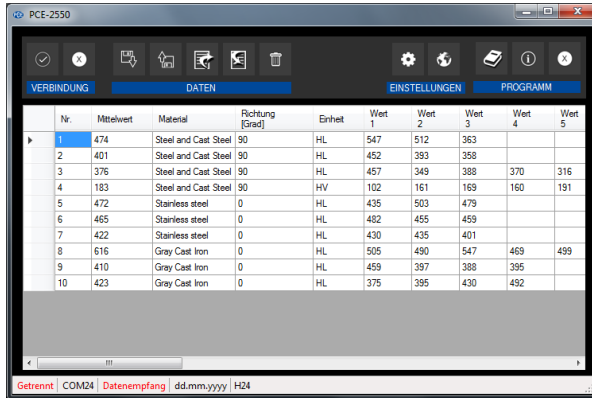 PCE-2550
VERBINDUNG DATEN EINSTELLUNGEN PROGRAMM
Nr. Mittelwert Material Richtung [Grad] Einheit Wert 1 Wert 2 Wert 3 Wert 4 Wert 5
1 474 Steel and Cast Steel 90 HL 547 512 363
2 401 Steel and Cast Steel 90 HL 452 393 358
3 376 Steel and Cast Steel 90 HL 457 349 388 370 316
4 183 Steel and Cast Steel 90 HV 102 161 169 160 191
5 472 Stainless steel 0 HL 435 503 479
6 465 Stainless steel 0 HL 482 455 459
7 422 Stainless steel 0 HL 430 435 401
8 616 Gray Cast Iron 0 HL 505 490 547 469 499
9 410 Gray Cast Iron 0 HL 459 397 388 395
10 423 Gray Cast Iron 0 HL 375 395 430 492
Getrennt COM24 Datenempfang dd.mm.yyyy H24